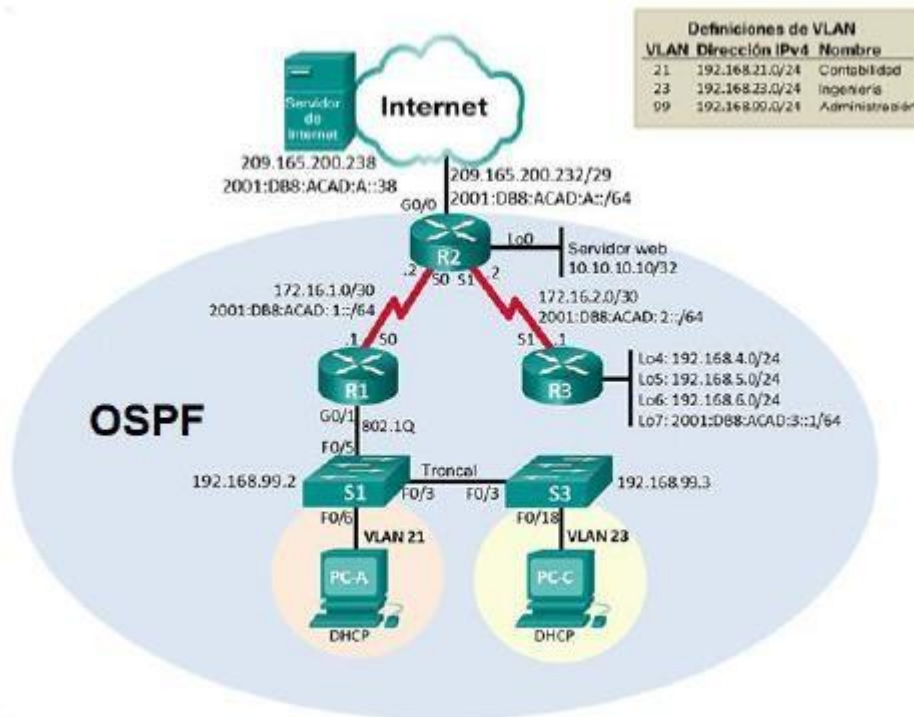 Definiciones de VLAN
VLAN Dirección IPv4 Nombre
21 192.168.21.0/24 Contabilidad
23 192.168.23.0/24 Ingeniería
99 192.168.99.0/24 Administración
Servidor
de
Internet
Internet
209.165.200.238
2001:DB8:ACAD:A::38
209.165.200.232/29
2001:DB8:ACAD:A::/64
G0/0
R2
Lo0
Servidor web
10.10.10.10/32
.2 S0 S1 .2
172.16.1.0/30
2001:DB8:ACAD: 1::/64
172.16.2.0/30
2001:DB8:ACAD: 2::/64
.1 S0
S1 .1
R1
R3
Lo4: 192.168.4.0/24
Lo5: 192.168.5.0/24
Lo6: 192.168.6.0/24
Lo7: 2001:DB8:ACAD:3::1/64
OSPF
G0/1
802.1Q
F0/5
Troncal
192.168.99.2
S1
F0/3
F0/3
S3
192.168.99.3
F0/6
F0/18
VLAN 21
VLAN 23
PC-A
PC-C
DHCP
DHCP